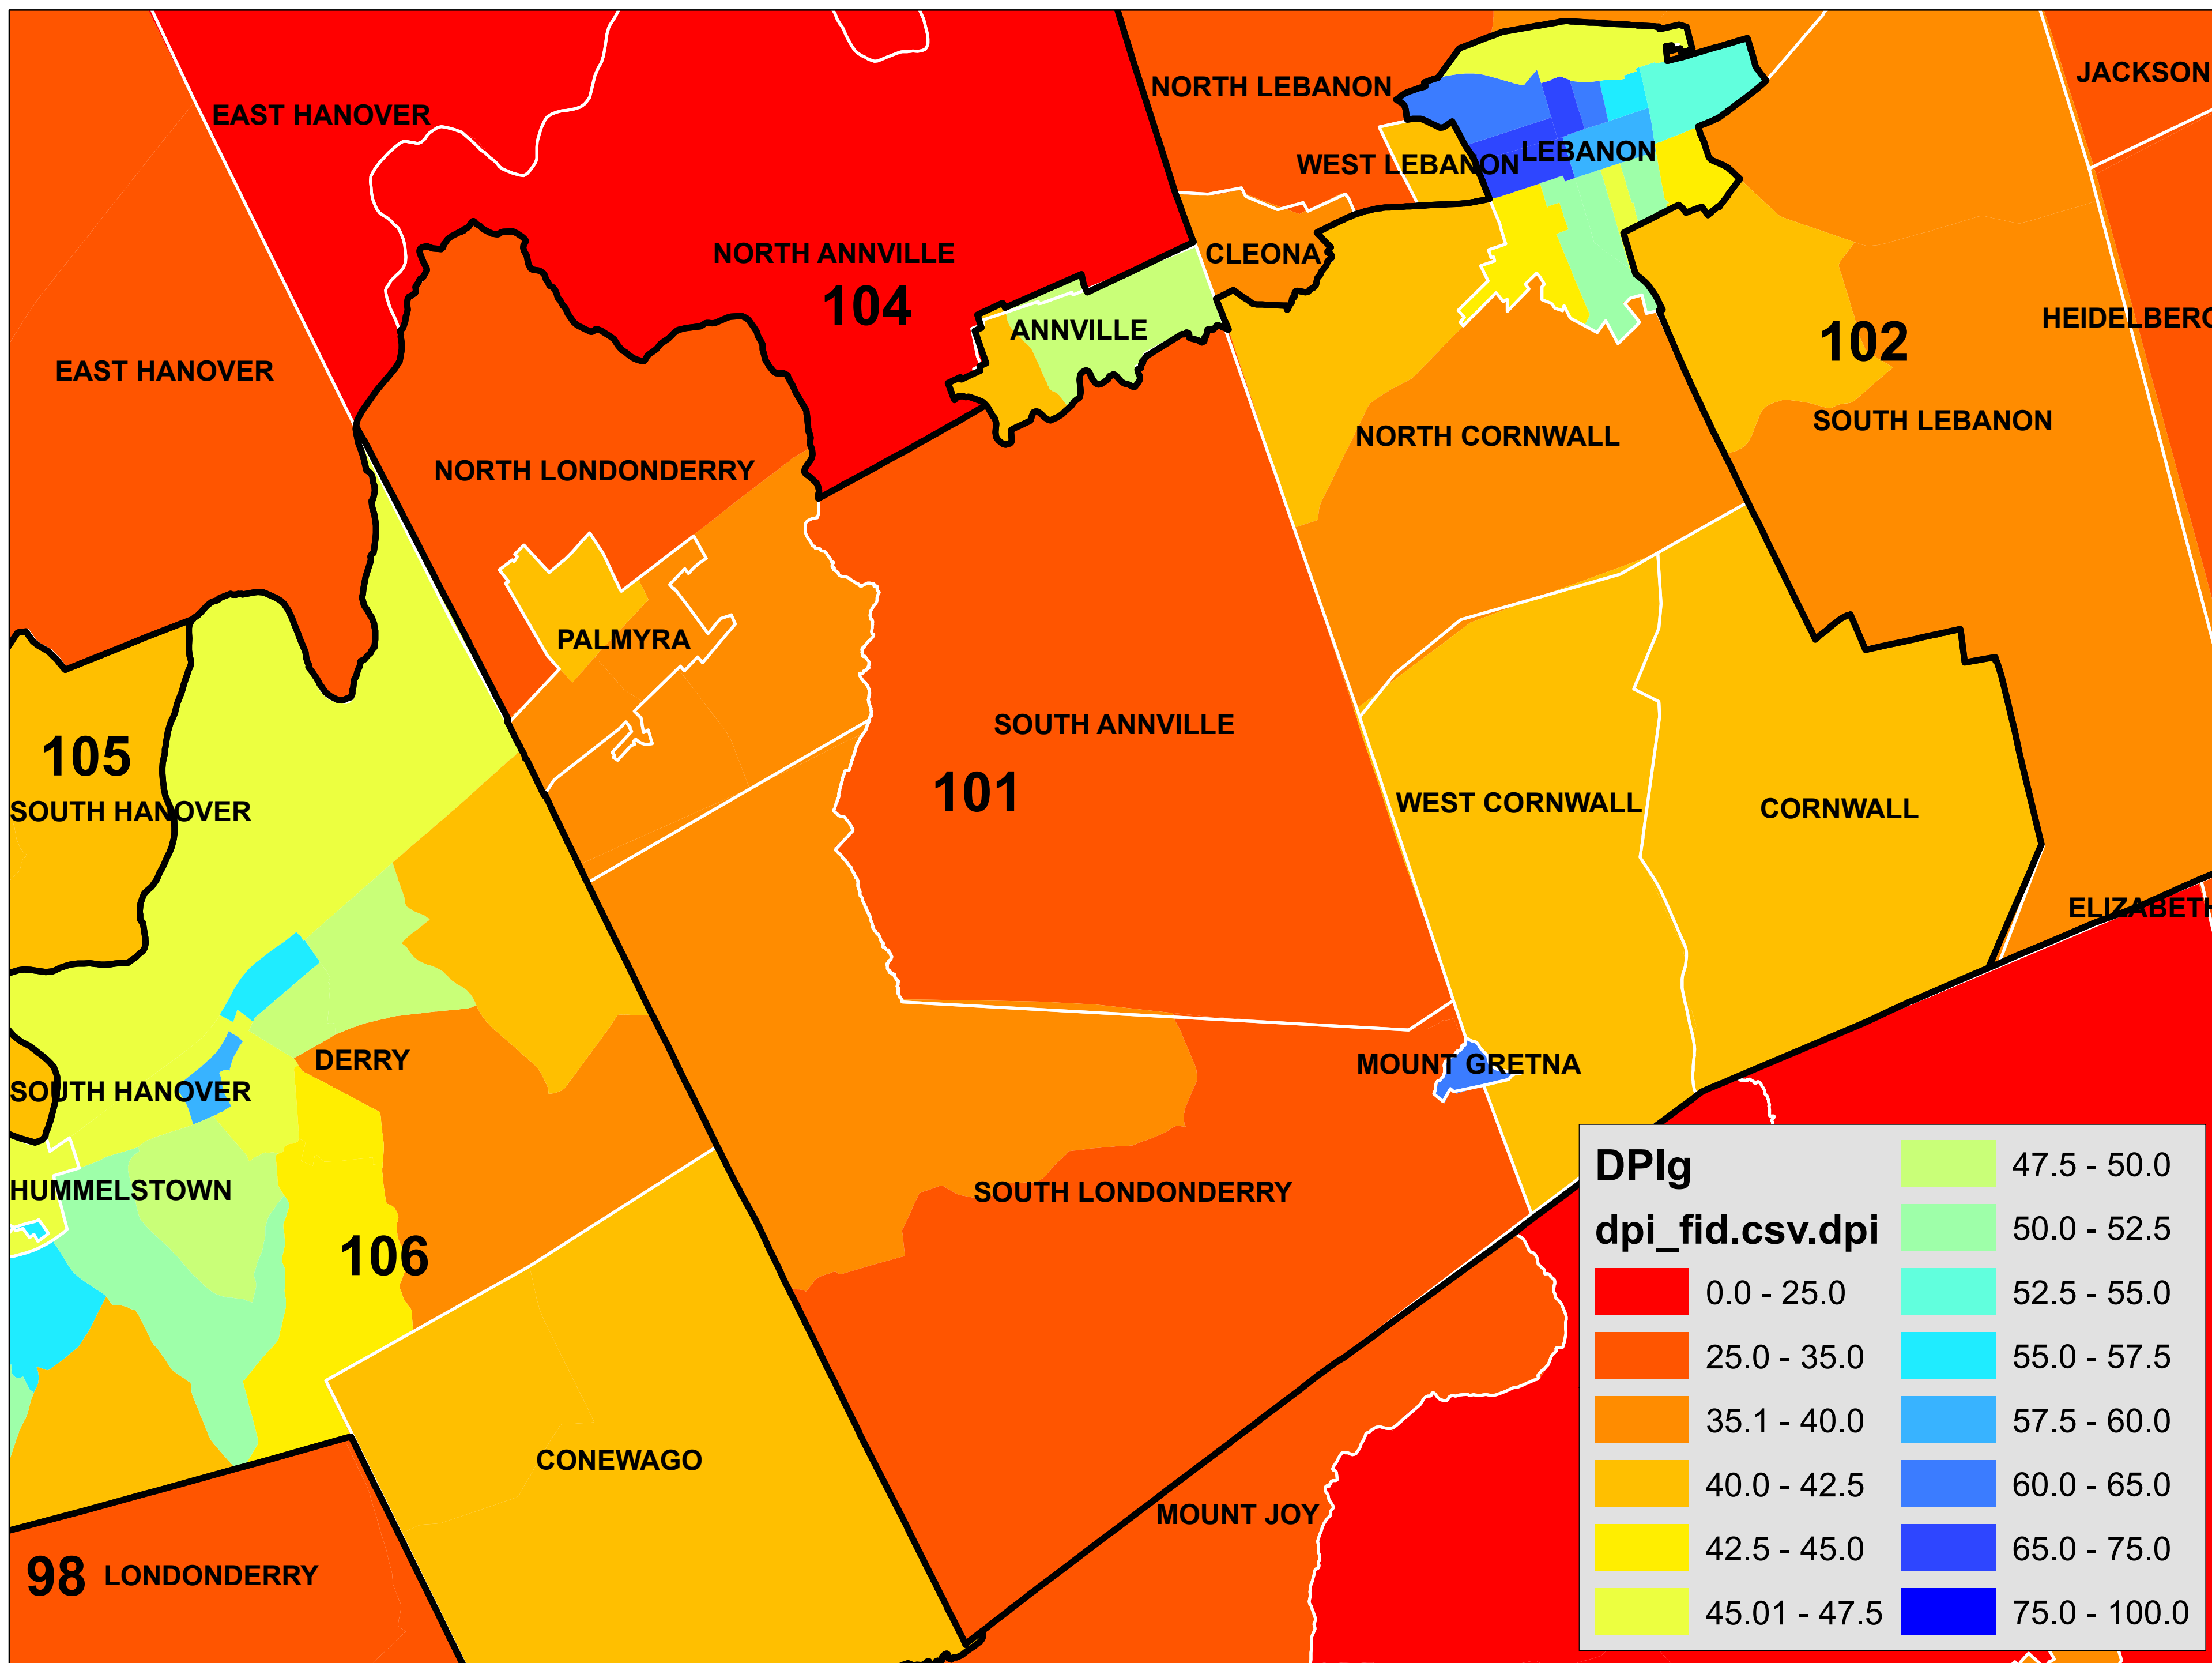 JACKSON
NORTH LEBANON
EAST HANOVER
LEBANON
WEST LEBANON
NORTH ANNVILLE
CLEONA
104
HEIDELBERG
ANNVILLE
102
EAST HANOVER
SOUTH LEBANON
NORTH CORNWALL
NORTH LONDONDERRY
PALMYRA
SOUTH ANNVILLE
105
101
WEST CORNWALL
CORNWALL
SOUTH HANOVER
ELIZABETH
DERRY
MOUNT GRETNA
SOUTH HANOVER
HUMMELSTOWN
SOUTH LONDONDERRY
106
CONEWAGO
MOUNT JOY
98
LONDONDERRY
DPIg
dpi_fid.csv.dpi
0.0 - 25.0
25.0 - 35.0
35.1 - 40.0
40.0 - 42.5
42.5 - 45.0
45.01 - 47.5
47.5 - 50.0
50.0 - 52.5
52.5 - 55.0
55.0 - 57.5
57.5 - 60.0
60.0 - 65.0
65.0 - 75.0
75.0 - 100.0